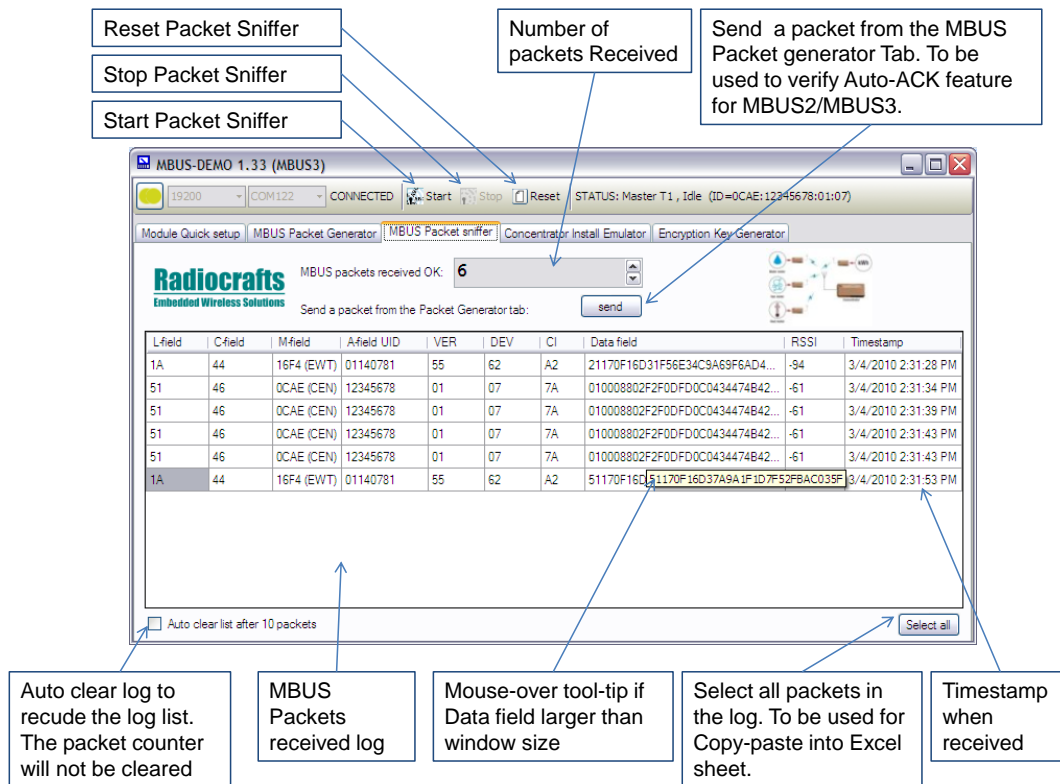 Reset Packet Sniffer
Stop Packet Sniffer
Start Packet Sniffer
Number of
packets Received
Send a packet from the MBUS
Packet generator Tab. To be
used to verify Auto-ACK feature
for MBUS2/MBUS3.
MBUS-DEMO 1.33 (MBUS3)
19200 COM122 CONNECTED Start Stop Reset STATUS: Master T1 , Idle (ID=0CAE:12345678:01:07)
Module Quick setup MBUS Packet Generator MBUS Packet sniffer Concentrator Install Emulator Encryption Key Generator
Radiocrafts
Embedded Wireless Solutions
MBUS packets received OK: 6
Send a packet from the Packet Generator tab: send
L-field C-field M-field A-field UID VER DEV CI Data field RSSI Timestamp
1A 44 16F4 (EWT) 01140781 55 62 A2 21170F16D31F56E34C9A69F6AD4... -94 3/4/2010 2:31:28 PM
51 46 0CAE (CEN) 12345678 01 07 7A 010008802F2F0DFD0C0434474B42... -61 3/4/2010 2:31:34 PM
51 46 0CAE (CEN) 12345678 01 07 7A 010008802F2F0DFD0C0434474B42... -61 3/4/2010 2:31:39 PM
51 46 0CAE (CEN) 12345678 01 07 7A 010008802F2F0DFD0C0434474B42... -61 3/4/2010 2:31:43 PM
51 46 0CAE (CEN) 12345678 01 07 7A 010008802F2F0DFD0C0434474B42... -61 3/4/2010 2:31:43 PM
1A 44 16F4 (EWT) 01140781 55 62 A2 51170F16D 51170F16D37A9A1F1D7F52FBAC035F 3/4/2010 2:31:53 PM
Auto clear list after 10 packets
Select all
Auto clear log to
recude the log list.
The packet counter
will not be cleared
MBUS
Packets
received log
Mouse-over tool-tip if
Data field larger than
window size
Select all packets in
the log. To be used for
Copy-paste into Excel
sheet.
Timestamp
when
received